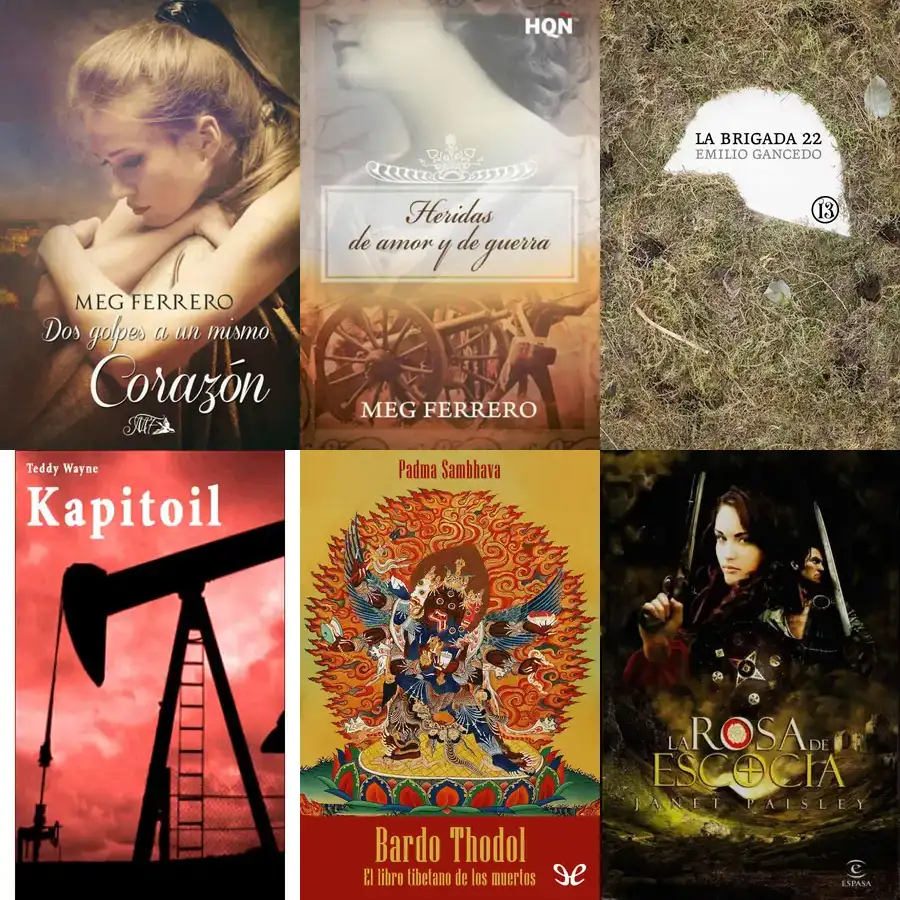 MEG FERRERO
Dos golpes a un mismo
Corazón
HQÑ
Heridas
de amor y de guerra
MEG FERRERO
LA BRIGADA 22
EMILIO GANCEDO
13
Teddy Wayne
Kapitoil
Padma Sambhava
Bardo Thodol
El libro tibetano de los muertos
LA ROSA DE
ESCOCIA
JANET PAISLEY
ESPASA